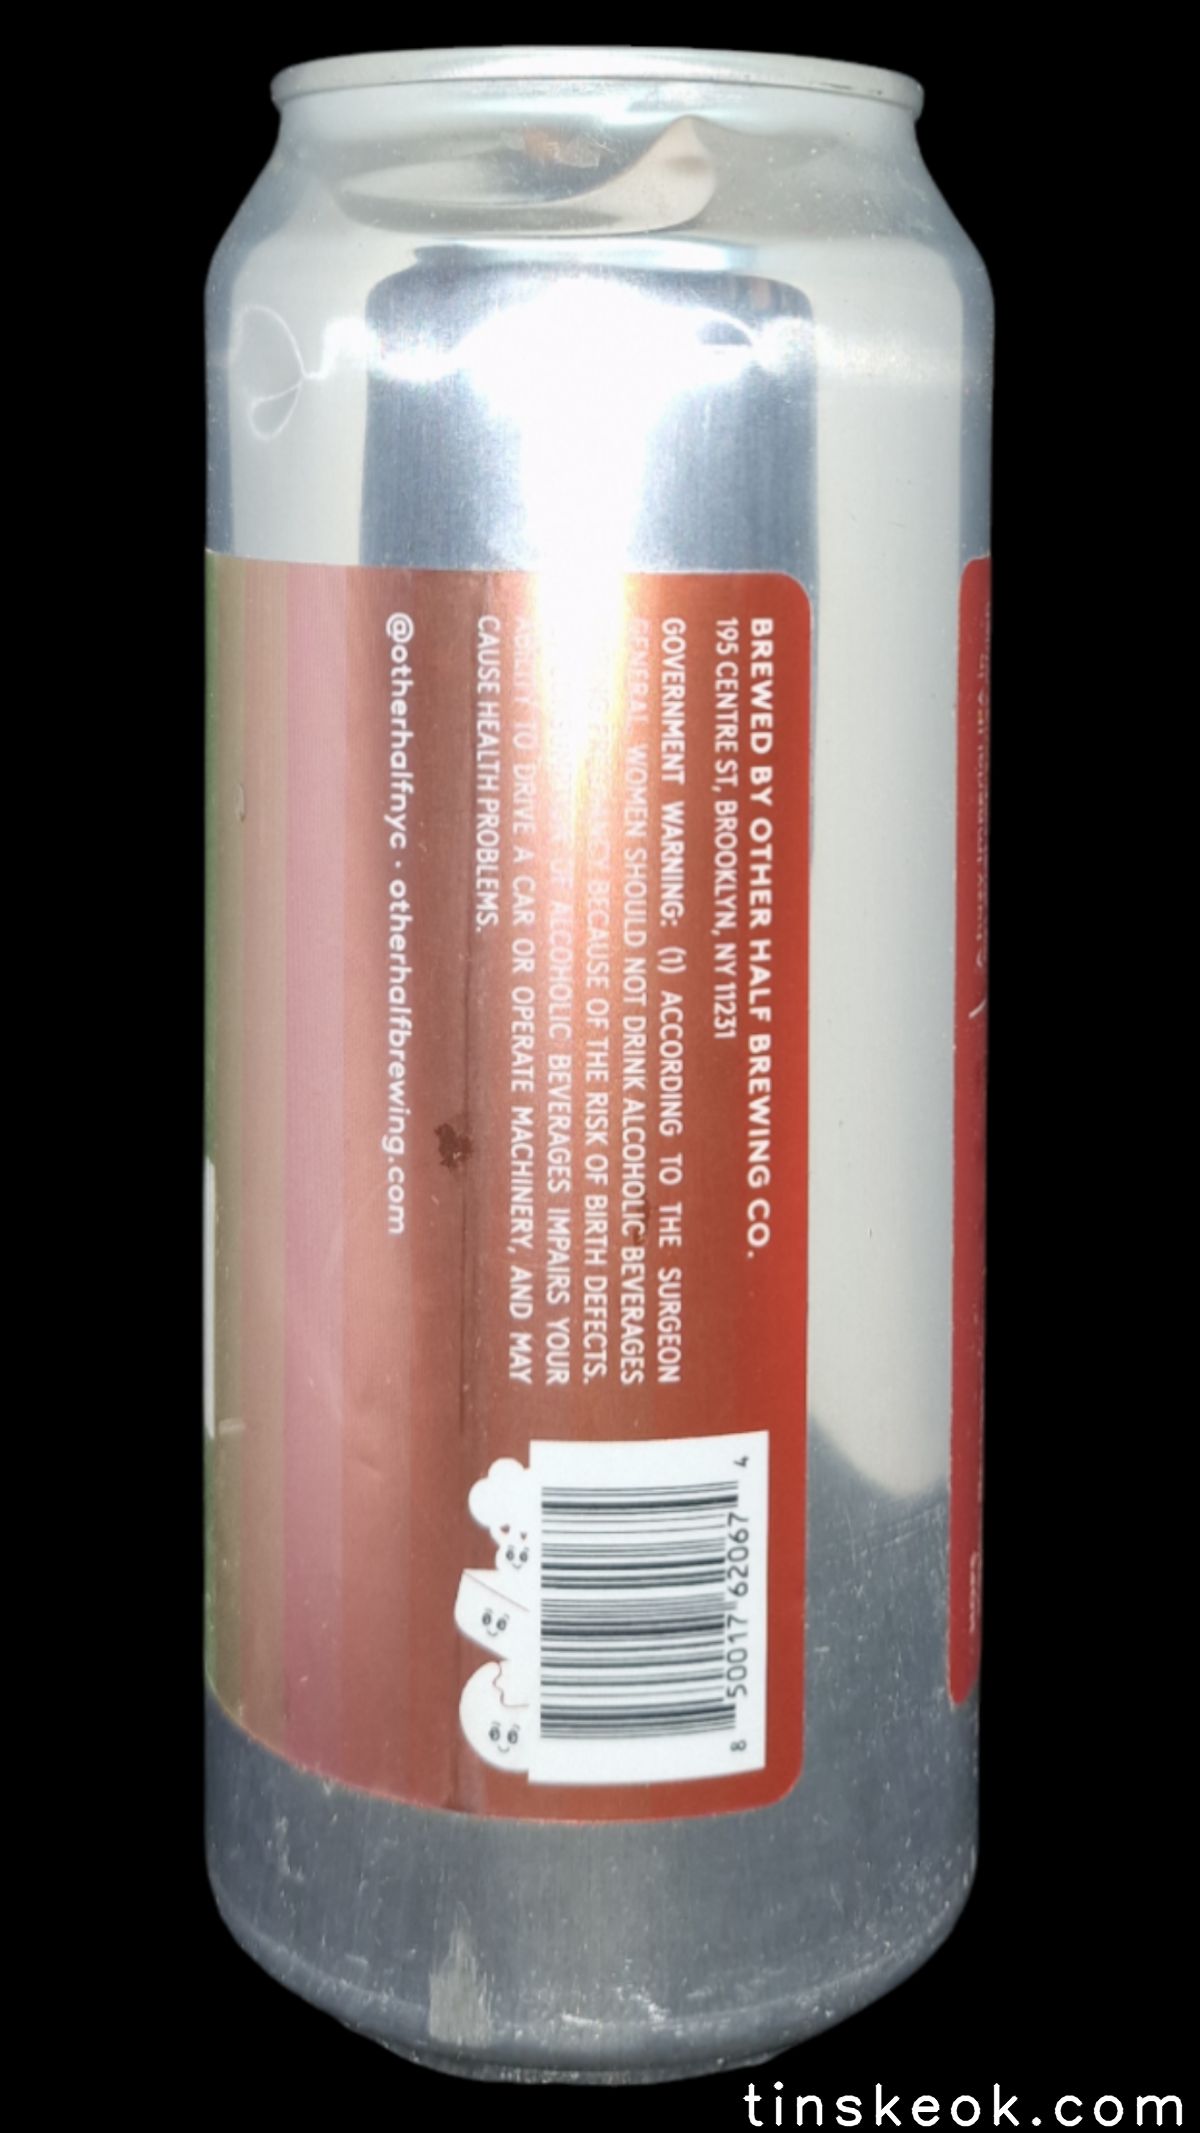 BREWED BY OTHER HALF BREWING CO.
195 CENTRE ST, BROOKLYN, NY 11231
GOVERNMENT WARNING: (1) ACCORDING TO THE SURGEON
GENERAL WOMEN SHOULD NOT DRINK ALCOHOLIC BEVERAGES
BECAUSE OF THE RISK OF BIRTH DEFECTS.
OF ALCOHOLIC BEVERAGES IMPAIRS YOUR
ABILITY TO DRIVE A CAR OR OPERATE MACHINERY, AND MAY
CAUSE HEALTH PROBLEMS.
@otherhalfnyc · otherhalfbrewing.com
4 50017 62067 8
tinskeok.com